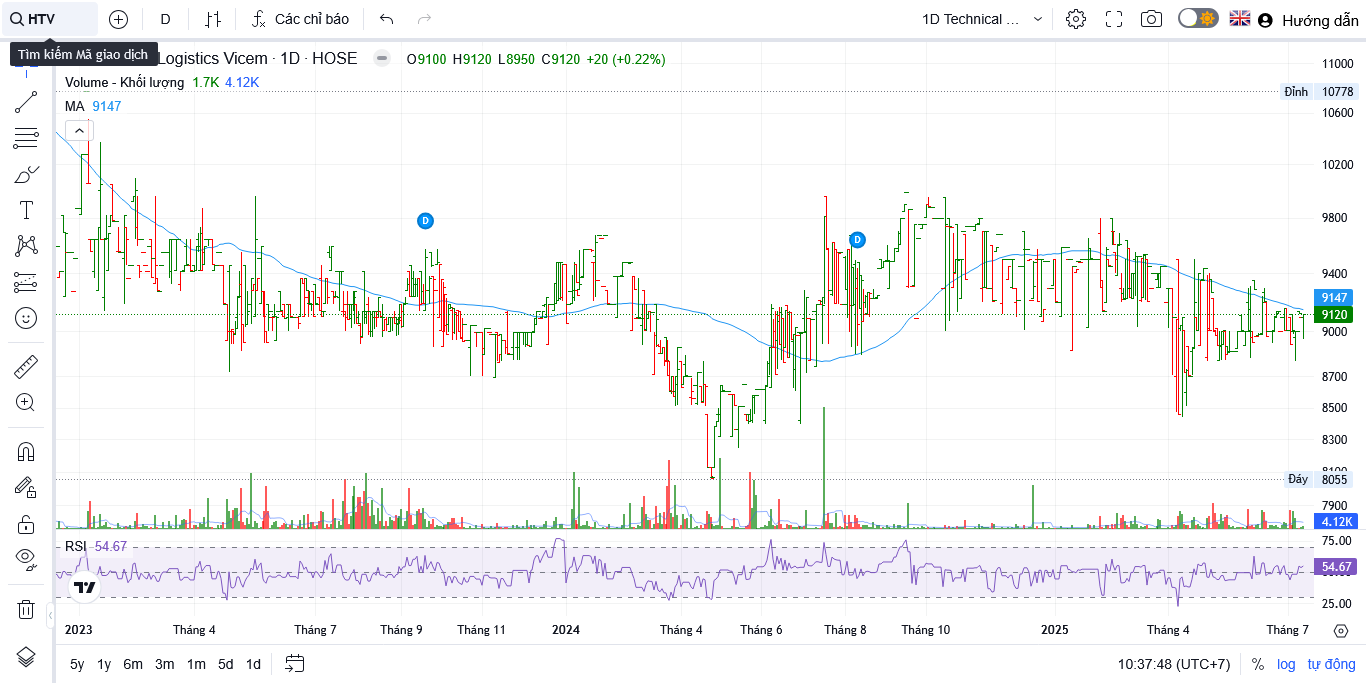 HTV D Các chỉ báo 1D Technical ... Hướng dẫn
Tìm kiếm Mã giao dịch
Logistics Vicem · 1D · HOSE O9100 H9120 L8950 C9120 +20 (+0.22%)
Volume - Khối lượng 1.7K 4.12K
MA 9147
11000
Đỉnh 10778
10600
10200
9800
D
D
9400
9147
9120
9000
8700
8500
8300
8100
Đáy 8055
7900
4.12K
RSI 54.67
75.00
54.67
25.00
2023 Tháng 4 Tháng 7 Tháng 9 Tháng 11 2024 Tháng 4 Tháng 6 Tháng 8 Tháng 10 2025 Tháng 4 Tháng 7
5y 1y 6m 3m 1m 5d 1d 10:37:48 (UTC+7) % log tự động